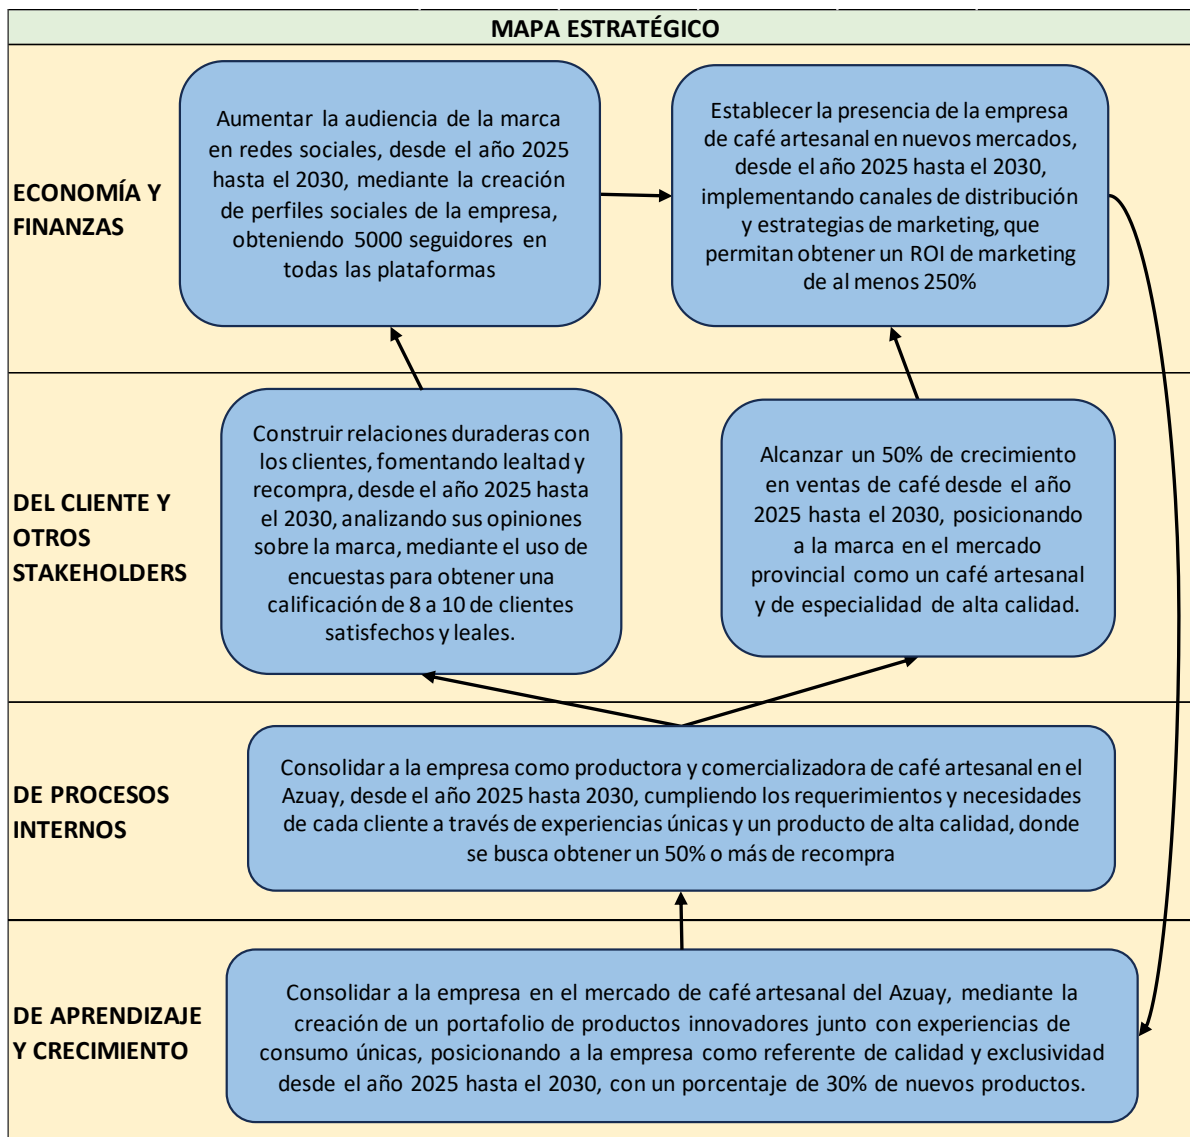 MAPA ESTRATÉGICO
ECONOMÍA Y
FINANZAS
Aumentar la audiencia de la marca
en redes sociales, desde el año 2025
hasta el 2030, mediante la creación
de perfiles sociales de la empresa,
obteniendo 5000 seguidores en
todas las plataformas
Establecer la presencia de la empresa
de café artesanal en nuevos mercados,
desde el año 2025 hasta el 2030,
implementando canales de distribución
y estrategias de marketing, que
permitan obtener un ROI de marketing
de al menos 250%
DEL CLIENTE Y
OTROS
STAKEHOLDERS
Construir relaciones duraderas con
los clientes, fomentando lealtad y
recompra, desde el año 2025 hasta
el 2030, analizando sus opiniones
sobre la marca, mediante el uso de
encuestas para obtener una
calificación de 8 a 10 de clientes
satisfechos y leales.
Alcanzar un 50% de crecimiento
en ventas de café desde el año
2025 hasta el 2030, posicionando
a la marca en el mercado
provincial como un café artesanal
y de especialidad de alta calidad.
DE PROCESOS
INTERNOS
Consolidar a la empresa como productora y comercializadora de café artesanal en el
Azuay, desde el año 2025 hasta 2030, cumpliendo los requerimientos y necesidades
de cada cliente a través de experiencias únicas y un producto de alta calidad, donde
se busca obtener un 50% o más de recompra
DE APRENDIZAJE
Y CRECIMIENTO
Consolidar a la empresa en el mercado de café artesanal del Azuay, mediante la
creación de un portafolio de productos innovadores junto con experiencias de
consumo únicas, posicionando a la empresa como referente de calidad y exclusividad
desde el año 2025 hasta el 2030, con un porcentaje de 30% de nuevos productos.